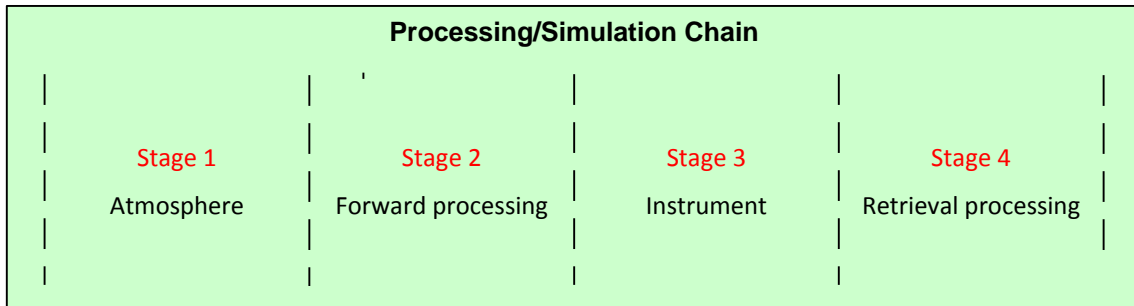 Processing/Simulation Chain
Stage 1
Atmosphere
Stage 2
Forward processing
Stage 3
Instrument
Stage 4
Retrieval processing